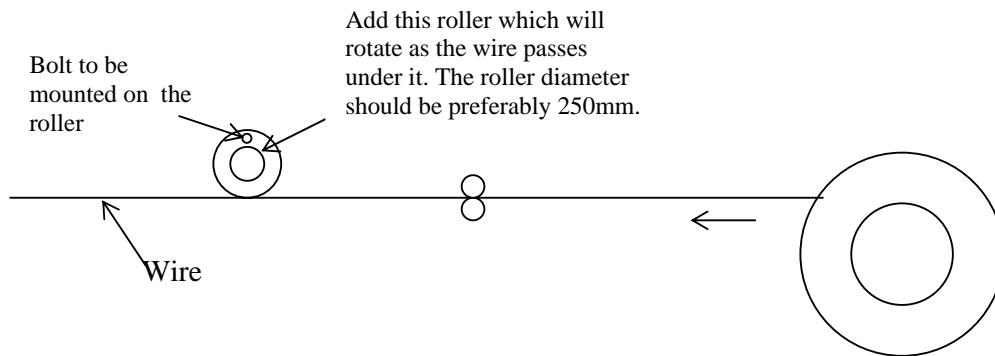 Add this roller which will
rotate as the wire passes
under it. The roller diameter
should be preferably 250mm.
Bolt to be
mounted on the
roller
Wire